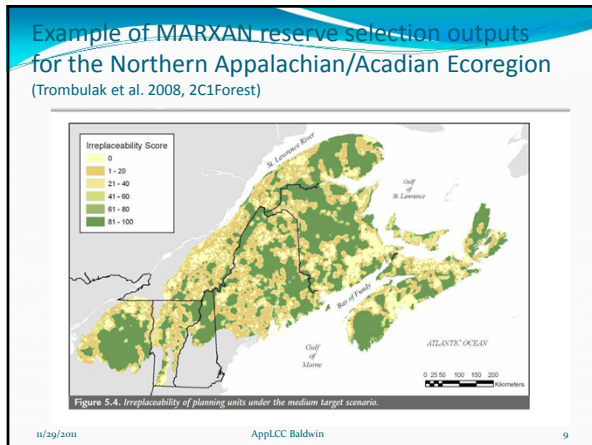 Example of MARXAN reserve selection outputs
for the Northern Appalachian/Acadian Ecoregion
(Trombulak et al. 2008, 2C1Forest)
Irreplaceability Score
0
1 - 20
21 - 40
41 - 60
61 - 80
81 - 100
St. Lawrence River
Gulf
of
St. Lawrence
Bay of Fundy
Gulf
of
Maine
ATLANTIC OCEAN
0 25 50 100 150 200
Kilometers
Figure 5.4. Irreplaceability of planning units under the medium target scenario.
11/29/2011 AppLCC Baldwin 9